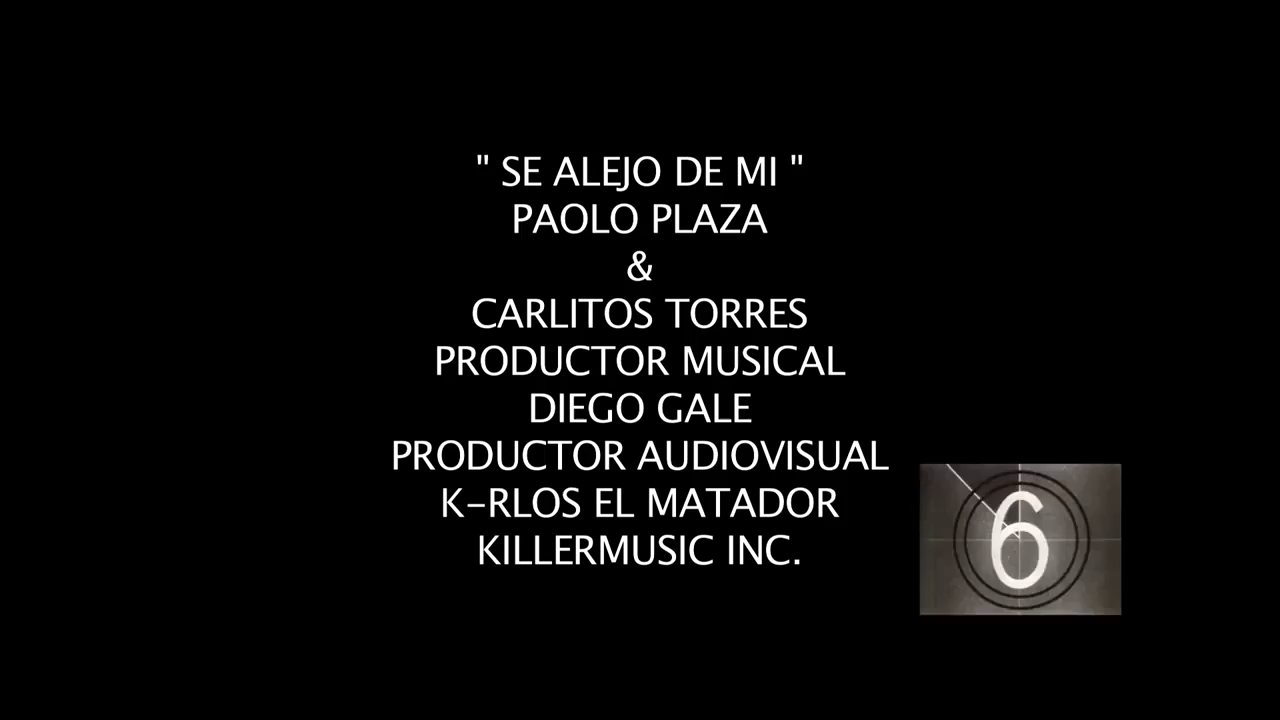 " SE ALEJO DE MI "
PAOLO PLAZA
&
CARLITOS TORRES
PRODUCTOR MUSICAL
DIEGO GALE
PRODUCTOR AUDIOVISUAL
K-RLOS EL MATADOR
KILLERMUSIC INC.
6